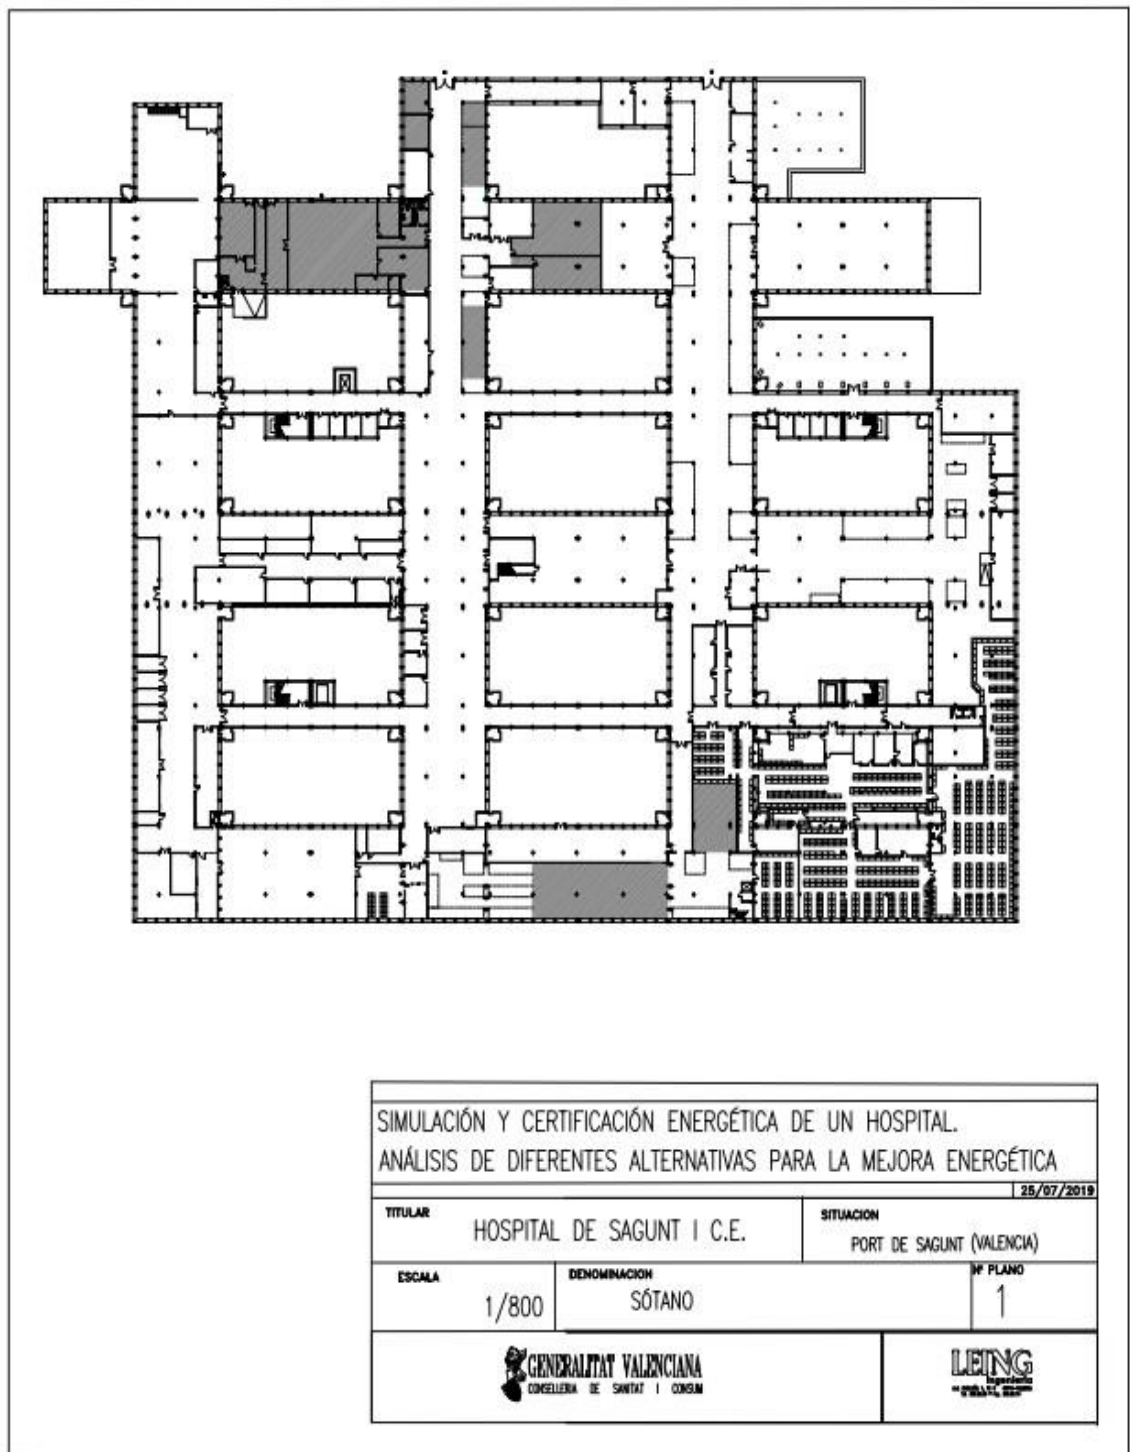 SIMULACIÓN Y CERTIFICACIÓN ENERGÉTICA DE UN HOSPITAL.
ANÁLISIS DE DIFERENTES ALTERNATIVAS PARA LA MEJORA ENERGÉTICA
25/07/2019
TITULAR
HOSPITAL DE SAGUNT I C.E.
SITUACION
PORT DE SAGUNT (VALENCIA)
ESCALA
1/800
DENOMINACION
SÓTANO
Nº PLANO
1
GENERALITAT VALENCIANA
CONSELLERIA DE SANITAT I CONSUM
LEING
Ingenieria